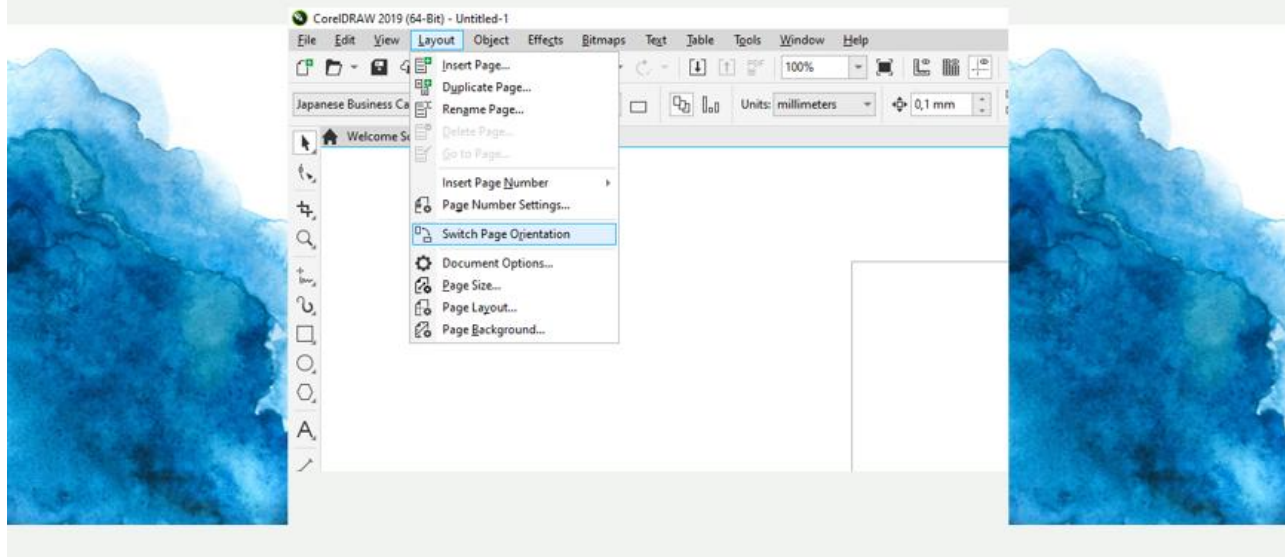 CorelDRAW 2019 (64-Bit) - Untitled-1
File Edit View Layout Object Effects Bitmaps Text Table Tools Window Help
100%
Japanese Business Ca
Units: millimeters
0,1 mm
Welcome Sc
Insert Page...
Duplicate Page...
Rename Page...
Delete Page...
Go to Page...
Insert Page Number
Page Number Settings...
Switch Page Orientation
Document Options...
Page Size...
Page Layout...
Page Background...